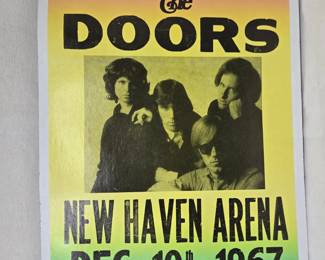 The
DOORS
NEW HAVEN ARENA
DEC. 10th 1967